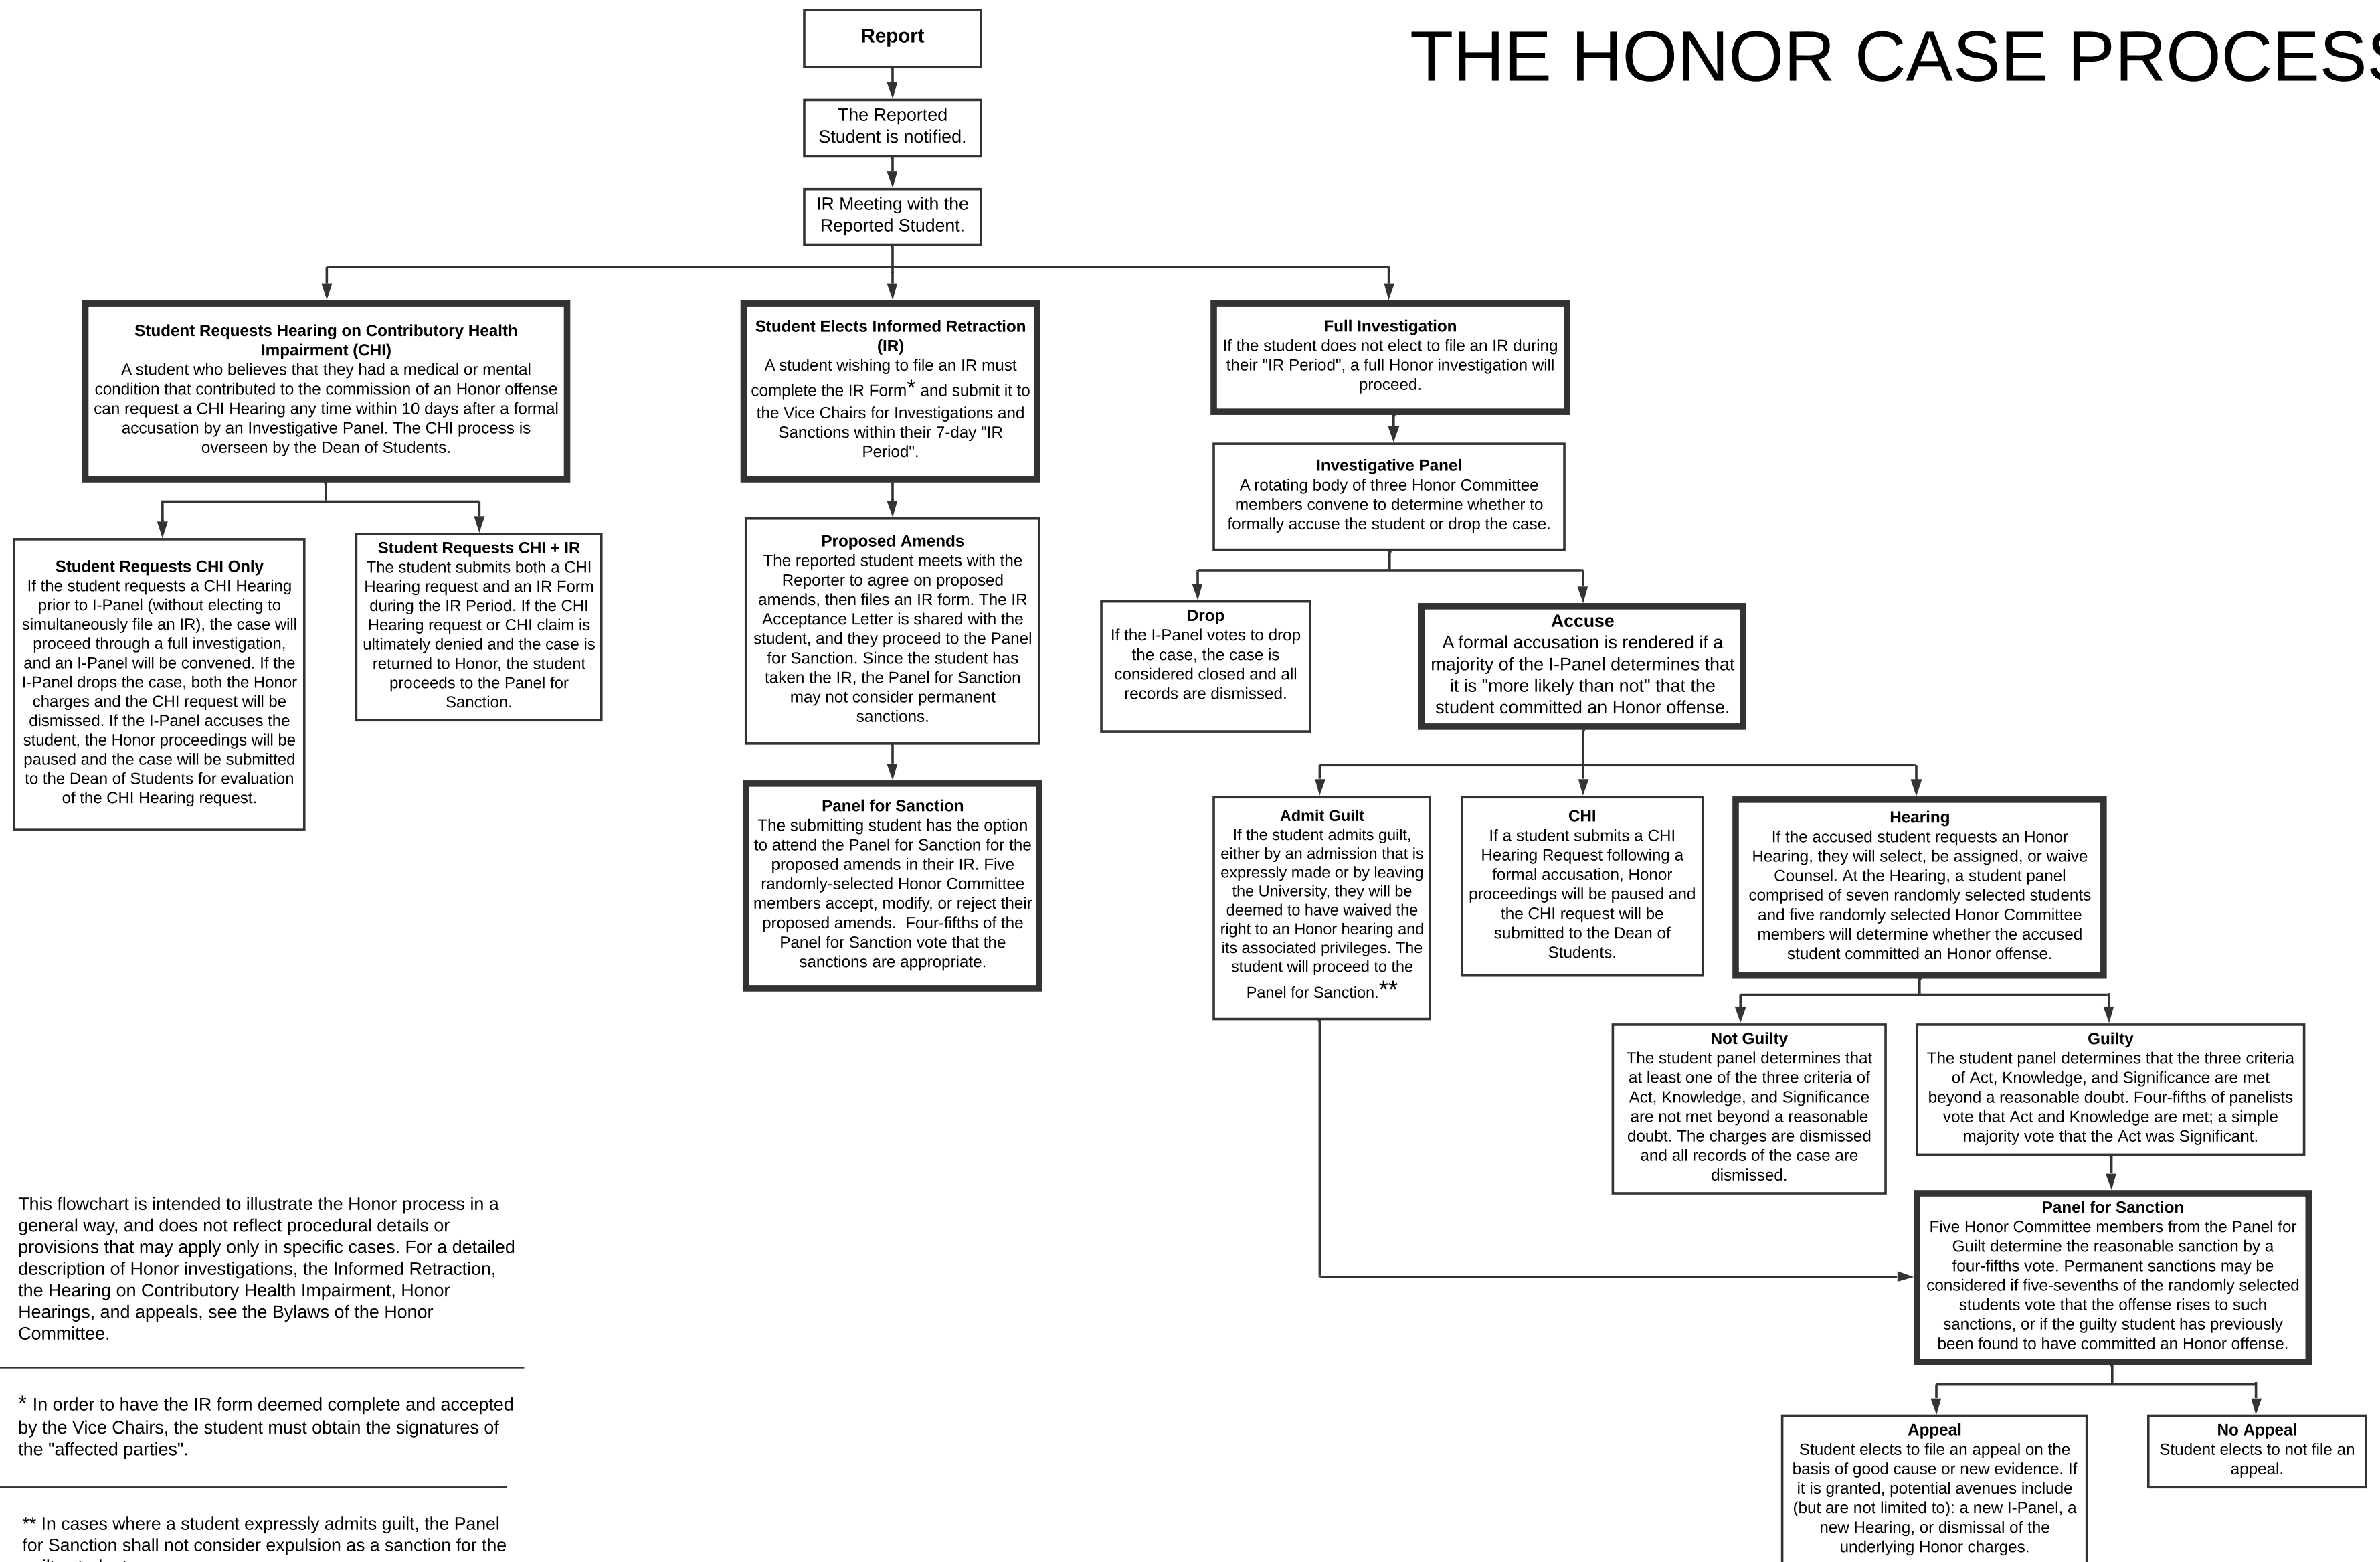 THE HONOR CASE PROCESS
Report
The Reported
Student is notified.
IR Meeting with the
Reported Student.
Student Requests Hearing on Contributory Health
Impairment (CHI)
A student who believes that they had a medical or mental
condition that contributed to the commission of an Honor offense
can request a CHI Hearing any time within 10 days after a formal
accusation by an Investigative Panel. The CHI process is
overseen by the Dean of Students.
Student Requests CHI Only
If the student requests a CHI Hearing
prior to I-Panel (without electing to
simultaneously file an IR), the case will
proceed through a full investigation,
and an I-Panel will be convened. If the
I-Panel drops the case, both the Honor
charges and the CHI request will be
dismissed. If the I-Panel accuses the
student, the Honor proceedings will be
paused and the case will be submitted
to the Dean of Students for evaluation
of the CHI Hearing request.
Student Requests CHI + IR
The student submits both a CHI
Hearing request and an IR Form
during the IR Period. If the CHI
Hearing request or CHI claim is
ultimately denied and the case is
returned to Honor, the student
proceeds to the Panel for
Sanction.
Student Elects Informed Retraction
(IR)
A student wishing to file an IR must
complete the IR Form* and submit it to
the Vice Chairs for Investigations and
Sanctions within their 7-day "IR
Period".
Proposed Amends
The reported student meets with the
Reporter to agree on proposed
amends, then files an IR form. The IR
Acceptance Letter is shared with the
student, and they proceed to the Panel
for Sanction. Since the student has
taken the IR, the Panel for Sanction
may not consider permanent
sanctions.
Panel for Sanction
The submitting student has the option
to attend the Panel for Sanction for the
proposed amends in their IR. Five
randomly-selected Honor Committee
members accept, modify, or reject their
proposed amends.  Four-fifths of the
Panel for Sanction vote that the
sanctions are appropriate.
Full Investigation
If the student does not elect to file an IR during
their "IR Period", a full Honor investigation will
proceed.
Investigative Panel
A rotating body of three Honor Committee
members convene to determine whether to
formally accuse the student or drop the case.
Drop
If the I-Panel votes to drop
the case, the case is
considered closed and all
records are dismissed.
Accuse
A formal accusation is rendered if a
majority of the I-Panel determines that
it is "more likely than not" that the
student committed an Honor offense.
Admit Guilt
If the student admits guilt,
either by an admission that is
expressly made or by leaving
the University, they will be
deemed to have waived the
right to an Honor hearing and
its associated privileges. The
student will proceed to the
Panel for Sanction.**
CHI
If a student submits a CHI
Hearing Request following a
formal accusation, Honor
proceedings will be paused and
the CHI request will be
submitted to the Dean of
Students.
Hearing
If the accused student requests an Honor
Hearing, they will select, be assigned, or waive
Counsel. At the Hearing, a student panel
comprised of seven randomly selected students
and five randomly selected Honor Committee
members will determine whether the accused
student committed an Honor offense.
Not Guilty
The student panel determines that
at least one of the three criteria of
Act, Knowledge, and Significance
are not met beyond a reasonable
doubt. The charges are dismissed
and all records of the case are
dismissed.
Guilty
The student panel determines that the three criteria
of Act, Knowledge, and Significance are met
beyond a reasonable doubt. Four-fifths of panelists
vote that Act and Knowledge are met; a simple
majority vote that the Act was Significant.
Panel for Sanction
Five Honor Committee members from the Panel for
Guilt determine the reasonable sanction by a
four-fifths vote. Permanent sanctions may be
considered if five-sevenths of the randomly selected
students vote that the offense rises to such
sanctions, or if the guilty student has previously
been found to have committed an Honor offense.
Appeal
Student elects to file an appeal on the
basis of good cause or new evidence. If
it is granted, potential avenues include
(but are not limited to): a new I-Panel, a
new Hearing, or dismissal of the
underlying Honor charges.
No Appeal
Student elects to not file an
appeal.
This flowchart is intended to illustrate the Honor process in a
general way, and does not reflect procedural details or
provisions that may apply only in specific cases. For a detailed
description of Honor investigations, the Informed Retraction,
the Hearing on Contributory Health Impairment, Honor
Hearings, and appeals, see the Bylaws of the Honor
Committee.
* In order to have the IR form deemed complete and accepted
by the Vice Chairs, the student must obtain the signatures of
the "affected parties".
** In cases where a student expressly admits guilt, the Panel
for Sanction shall not consider expulsion as a sanction for the